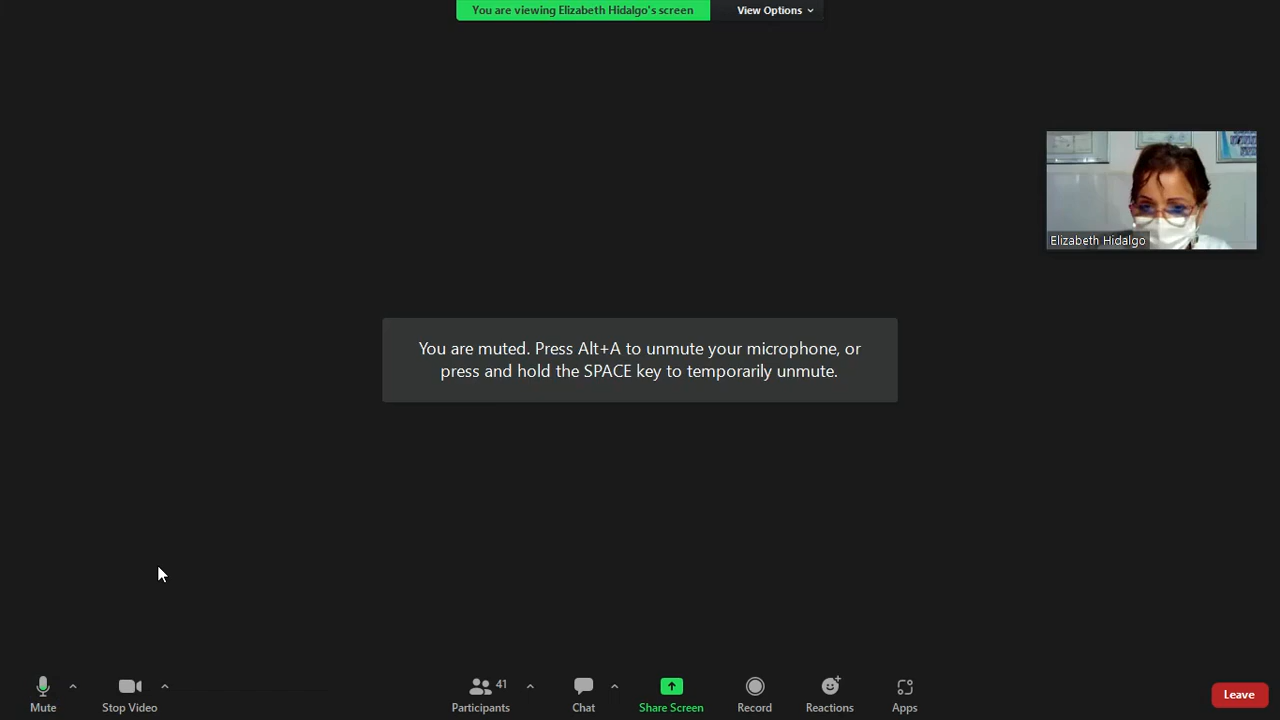 You are viewing Elizabeth Hidalgo's screen
View Options
Elizabeth Hidalgo
You are muted. Press Alt+A to unmute your microphone, or
press and hold the SPACE key to temporarily unmute.
Mute
Stop Video
41
Participants
Chat
Share Screen
Record
Reactions
Apps
Leave